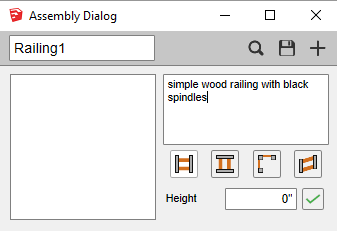 Assembly Dialog
Railing1
simple wood railing with black
spindles
Height
0"